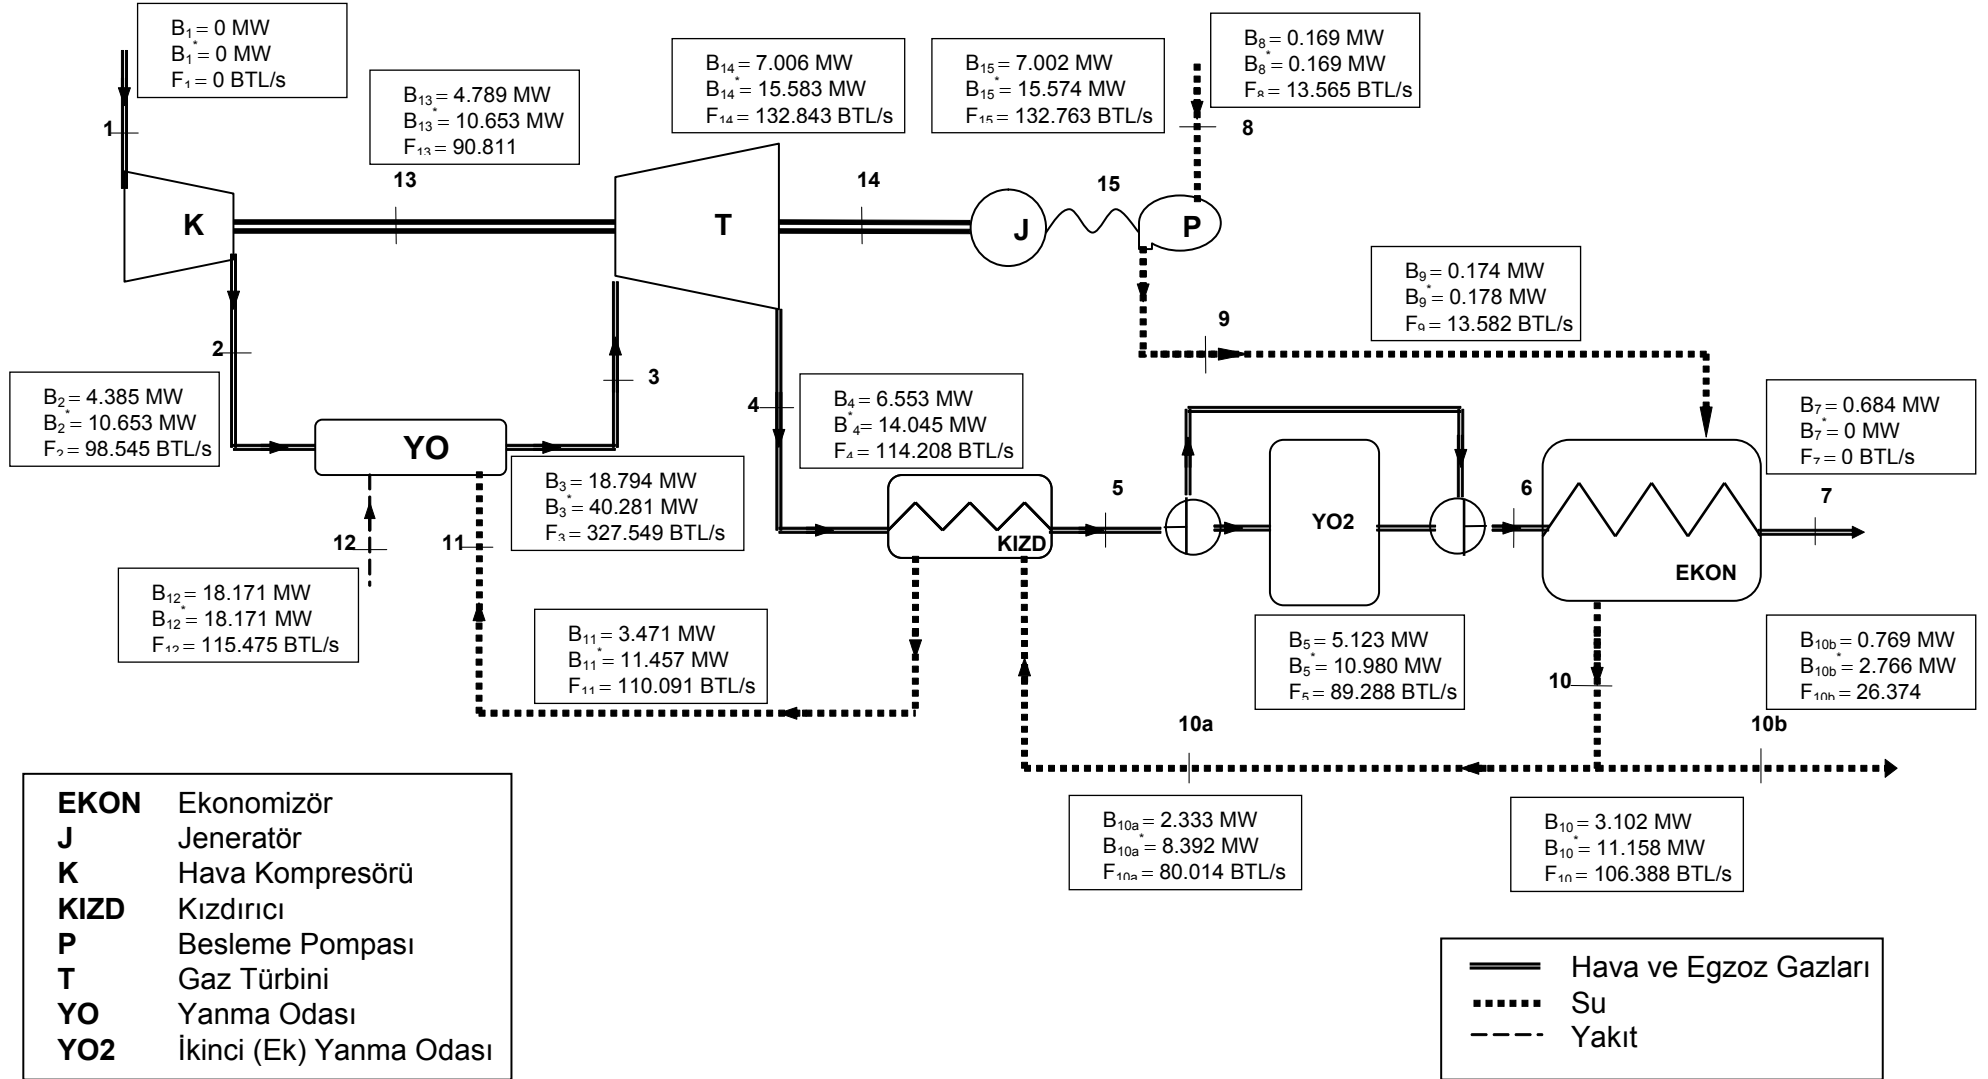 B₁ = 0 MW
B₁* = 0 MW
F₁ = 0 BTL/s
B₁₃ = 4.789 MW
B₁₃* = 10.653 MW
F₁₃ = 90.811
B₁₄ = 7.006 MW
B₁₄* = 15.583 MW
F₁₄ = 132.843 BTL/s
B₁₅ = 7.002 MW
B₁₅* = 15.574 MW
F₁₅ = 132.763 BTL/s
B₈ = 0.169 MW
B₈* = 0.169 MW
F₈ = 13.565 BTL/s
1
13
14
15
8
K
T
J
P
B₉ = 0.174 MW
B₉* = 0.178 MW
F₉ = 13.582 BTL/s
2
3
4
9
B₂ = 4.385 MW
B₂* = 10.653 MW
F₂ = 98.545 BTL/s
YO
B₃ = 18.794 MW
B₃* = 40.281 MW
F₃ = 327.549 BTL/s
B₄ = 6.553 MW
B*₄ = 14.045 MW
F₄ = 114.208 BTL/s
B₇ = 0.684 MW
B₇* = 0 MW
F₇ = 0 BTL/s
5
6
7
KIZD
YO2
EKON
12
11
B₁₂ = 18.171 MW
B₁₂* = 18.171 MW
F₁₂ = 115.475 BTL/s
B₁₁ = 3.471 MW
B₁₁* = 11.457 MW
F₁₁ = 110.091 BTL/s
B₅ = 5.123 MW
B₅* = 10.980 MW
F₅ = 89.288 BTL/s
10
B₁₀b = 0.769 MW
B₁₀b* = 2.766 MW
F₁₀b = 26.374
10a
10b
B₁₀a = 2.333 MW
B₁₀a* = 8.392 MW
F₁₀a = 80.014 BTL/s
B₁₀ = 3.102 MW
B₁₀* = 11.158 MW
F₁₀ = 106.388 BTL/s
EKON Ekonomizör
J Jeneratör
K Hava Kompresörü
KIZD Kızdırıcı
P Besleme Pompası
T Gaz Türbini
YO Yanma Odası
YO2 İkinci (Ek) Yanma Odası
Hava ve Egzoz Gazları
Su
Yakıt